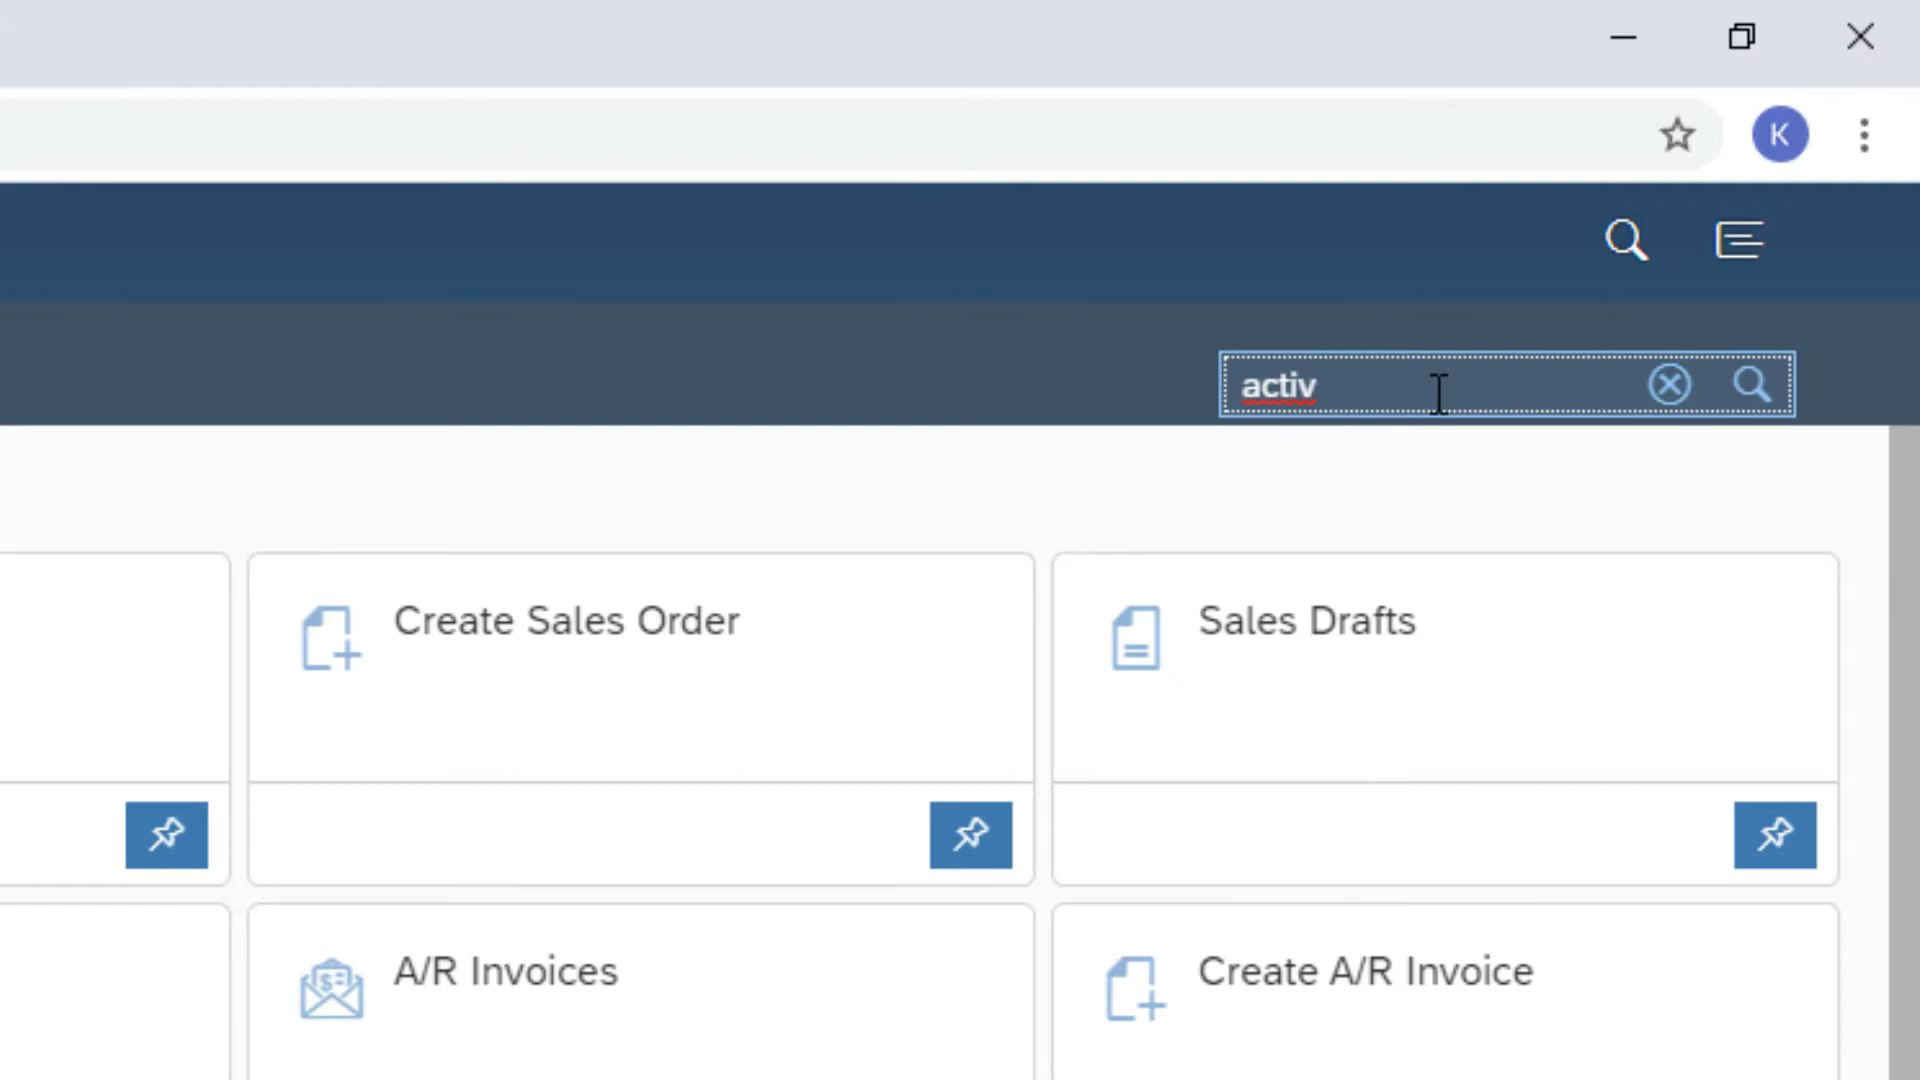 K
activ
Create Sales Order
Sales Drafts
A/R Invoices
Create A/R Invoice